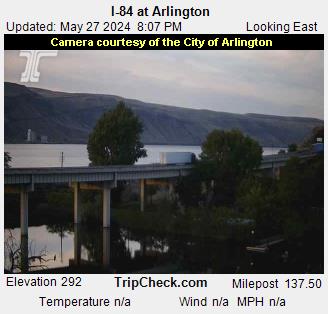 I-84 at Arlington
Updated: May 27 2024 8:07 PM Looking East
Camera courtesy of the City of Arlington
Elevation 292 TripCheck.com Milepost 137.50
Temperature n/a Wind n/a MPH n/a